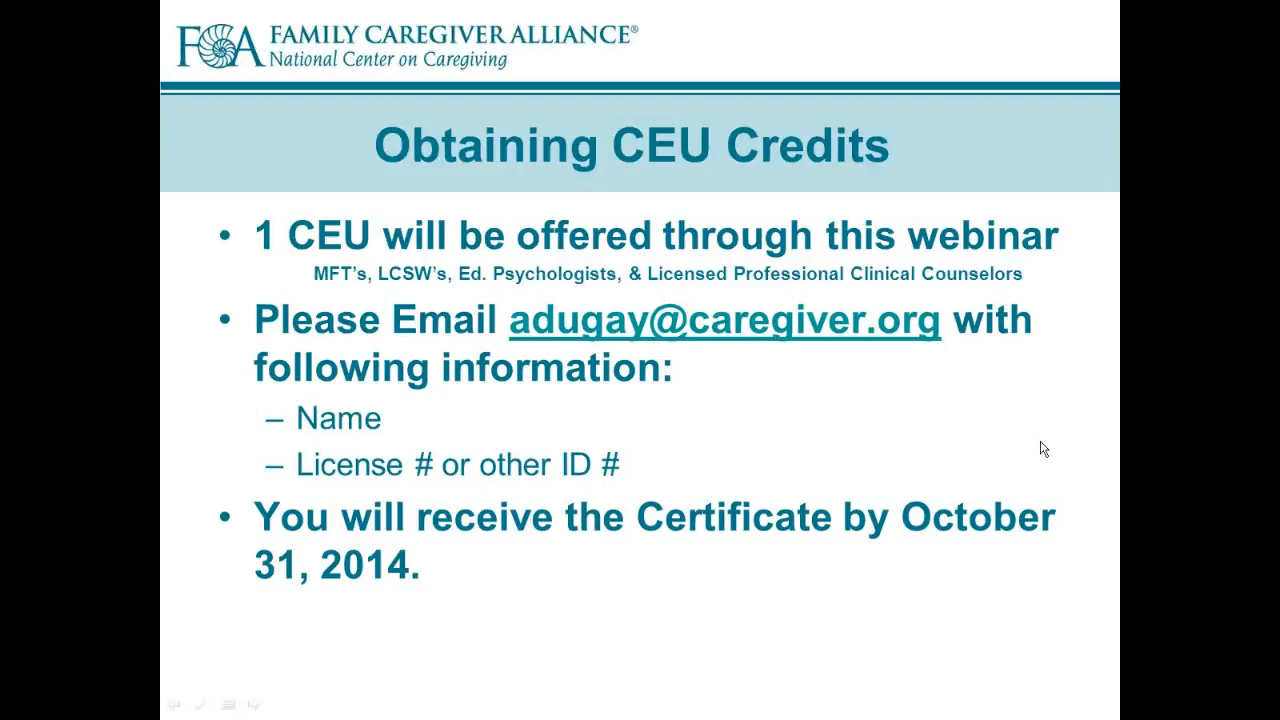 FCA FAMILY CAREGIVER ALLIANCE®
National Center on Caregiving
Obtaining CEU Credits
• 1 CEU will be offered through this webinar
MFT's, LCSW's, Ed. Psychologists, & Licensed Professional Clinical Counselors
• Please Email adugay@caregiver.org with
following information:
– Name
– License # or other ID #
• You will receive the Certificate by October
31, 2014.